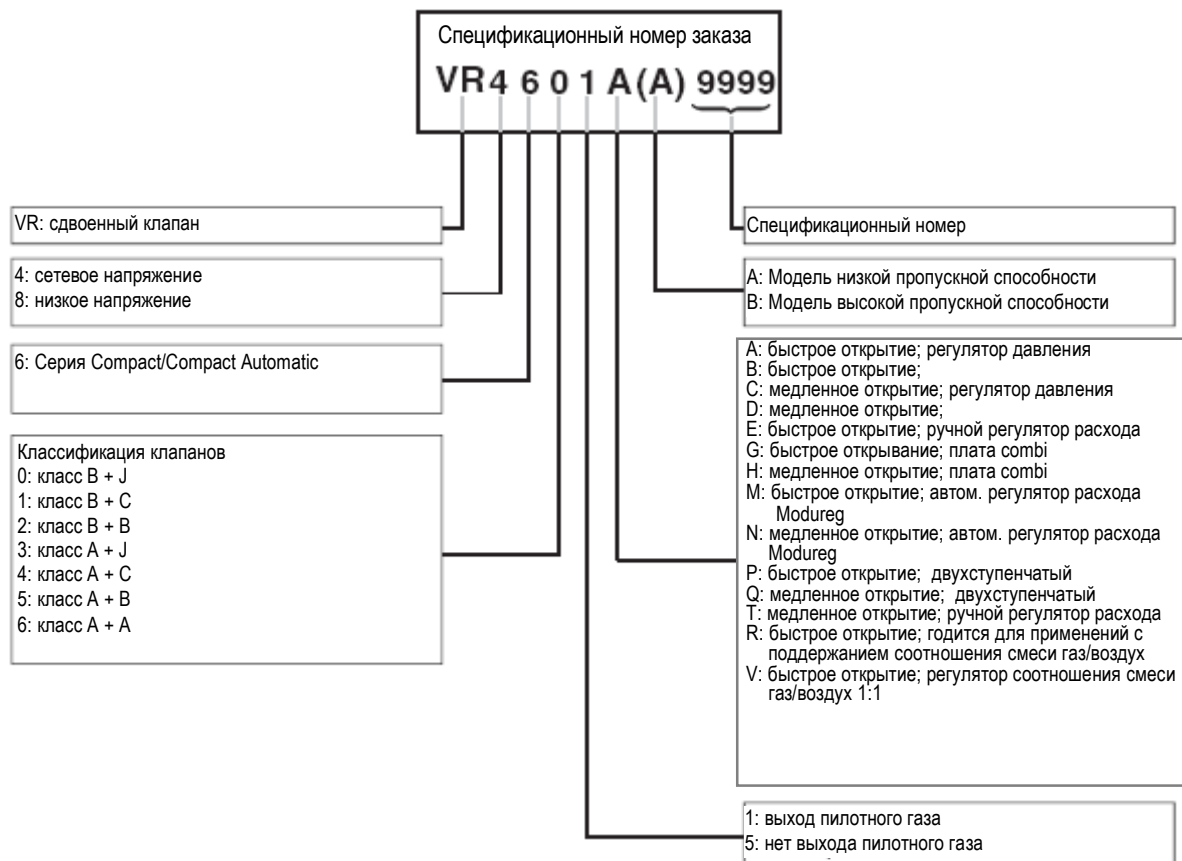 Спецификационный номер заказа
VR4601A(A) 9999
VR: сдвоенный клапан
4: сетевое напряжение
8: низкое напряжение
6: Серия Compact/Compact Automatic
Классификация клапанов
0: класс B + J
1: класс B + C
2: класс B + B
3: класс A + J
4: класс A + C
5: класс A + B
6: класс A + A
Спецификационный номер
A: Модель низкой пропускной способности
B: Модель высокой пропускной способности
A: быстрое открытие; регулятор давления
B: быстрое открытие;
C: медленное открытие; регулятор давления
D: медленное открытие;
E: быстрое открытие; ручной регулятор расхода
G: быстрое открывание; плата combi
H: медленное открытие; плата combi
M: быстрое открытие; автом. регулятор расхода
Modureg
N: медленное открытие; автом. регулятор расхода
Modureg
P: быстрое открытие; двухступенчатый
Q: медленное открытие; двухступенчатый
T: медленное открытие; ручной регулятор расхода
R: быстрое открытие; годится для применений с
поддержанием соотношения смеси газ/воздух
V: быстрое открытие; регулятор соотношения смеси
газ/воздух 1:1
1: выход пилотного газа
5: нет выхода пилотного газа